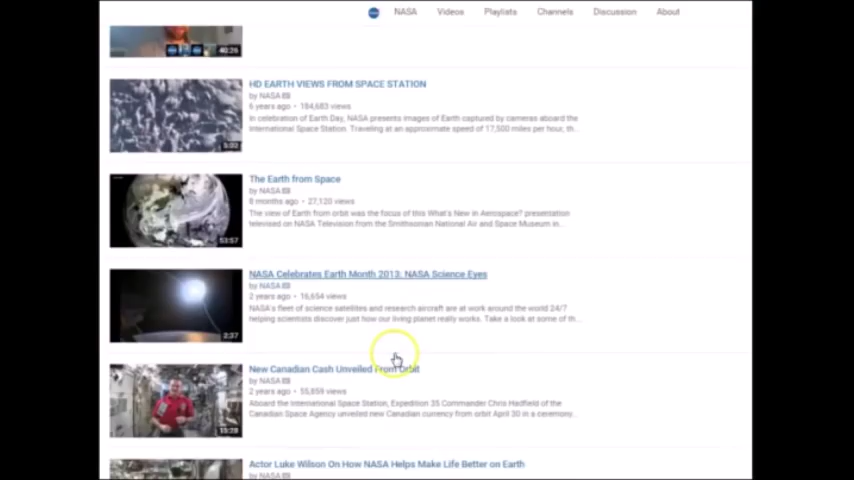 NASA Videos Playlists Channels Discussion About
40:26
HD EARTH VIEWS FROM SPACE STATION
by NASA
6 years ago • 184,683 views
In celebration of Earth Day, NASA presents images of Earth captured by cameras aboard the
International Space Station. Traveling at an approximate speed of 17,500 miles per hour, th...
The Earth from Space
by NASA
8 months ago • 27,120 views
The view of Earth from orbit was the focus of this What's New in Aerospace? presentation
televised on NASA Television from the Smithsonian National Air and Space Museum in...
53:57
NASA Celebrates Earth Month 2013: NASA Science Eyes
by NASA
2 years ago • 16,654 views
NASA's fleet of science satellites and research aircraft are at work around the world 24/7
helping scientists discover just how our living planet really works. Take a look at some of th...
2:37
New Canadian Cash Unveiled From Orbit
by NASA
2 years ago • 55,859 views
Aboard the International Space Station, Expedition 35 Commander Chris Hadfield of the
Canadian Space Agency unveiled new Canadian currency from orbit April 30 in a ceremony...
Actor Luke Wilson On How NASA Helps Make Life Better on Earth
by NASA